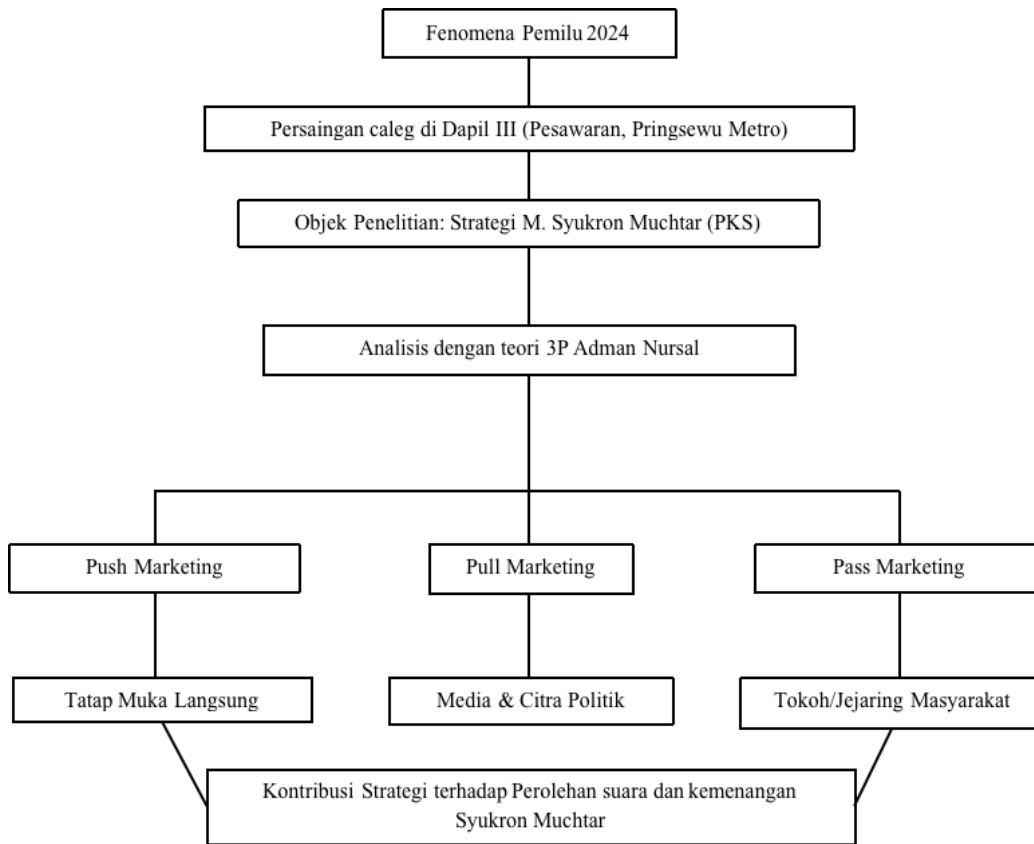 Fenomena Pemilu 2024
Persaingan caleg di Dapil III (Pesawaran, Pringsewu Metro)
Objek Penelitian: Strategi M. Syukron Muchtar (PKS)
Analisis dengan teori 3P Adman Nursal
Push Marketing
Pull Marketing
Pass Marketing
Tatap Muka Langsung
Media & Citra Politik
Tokoh/Jejaring Masyarakat
Kontribusi Strategi terhadap Perolehan suara dan kemenangan
Syukron Muchtar